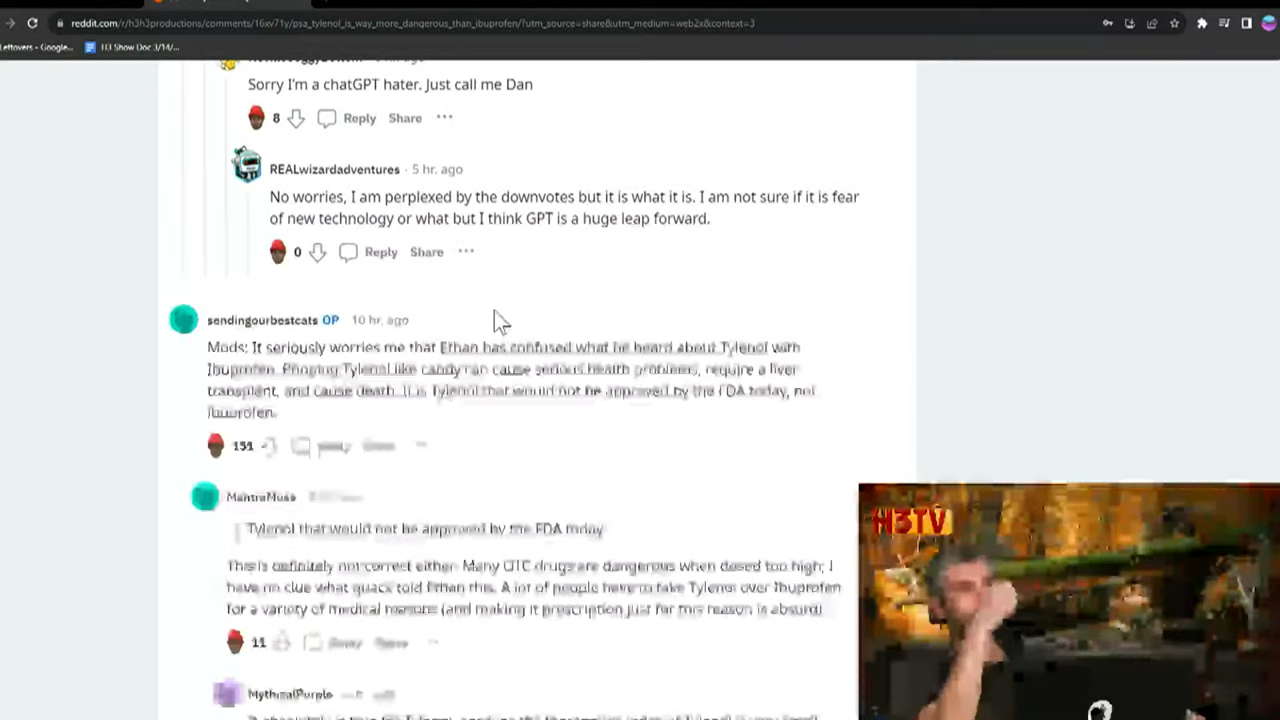 reddit.com/r/h3h3productions/comments/16xv71y/psa_tylenol_is_way_more_dangerous_than_ibuprofen/?utm_source=share&utm_medium=web2x&context=3
Leftovers - Google...
H3 Show Doc 3/14/...
Sorry I'm a chatGPT hater. Just call me Dan
8 Reply Share ...
REALwizardadventures · 5 hr. ago
No worries, I am perplexed by the downvotes but it is what it is. I am not sure if it is fear
of new technology or what but I think GPT is a huge leap forward.
0 Reply Share ...
sendingourbestcats OP 10 hr. ago
Mods: It seriously worries me that Ethan has confused what he heard about Tylenol with
Ibuprofen. Popping Tylenol like candy can cause serious health problems, require a liver
transplant, and cause death. It is Tylenol that would not be approved by the FDA today, not
ibuprofen.
151
MantraMuse
Tylenol that would not be approved by the FDA today
This is definitely not correct either. Many OTC drugs are dangerous when dosed too high; I
have no clue what quack told Ethan this. A lot of people have to take Tylenol over Ibuprofen
for a variety of medical reasons (and making it prescription just for this reason is absurd)
11
MythicalPurple
H3TV